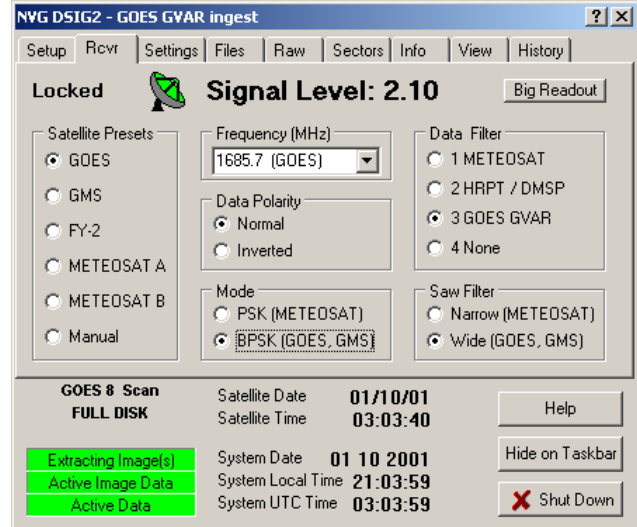 NVG DSIG2 - GOES GVAR ingest
Setup Rcvr Settings Files Raw Sectors Info View History
Locked Signal Level: 2.10 Big Readout
Satellite Presets
GOES
GMS
FY-2
METEOSAT A
METEOSAT B
Manual
Frequency (MHz)
1685.7 (GOES)
Data Polarity
Normal
Inverted
Mode
PSK (METEOSAT)
BPSK (GOES, GMS)
Data Filter
1 METEOSAT
2 HRPT / DMSP
3 GOES GVAR
4 None
Saw Filter
Narrow (METEOSAT)
Wide (GOES, GMS)
GOES 8 Scan
FULL DISK
Extracting Image(s)
Active Image Data
Active Data
Satellite Date 01/10/01
Satellite Time 03:03:40
System Date 01 10 2001
System Local Time 21:03:59
System UTC Time 03:03:59
Help
Hide on Taskbar
Shut Down